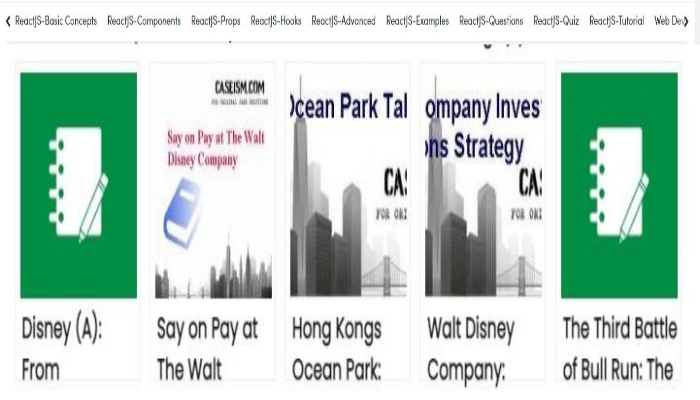 ReactJS-Basic Concepts ReactJS-Components ReactJS-Props ReactJS-Hooks ReactJS-Advanced ReactJS-Examples ReactJS-Questions ReactJS-Quiz ReactJS-Tutorial Web Dev
CASEISM.COM
FOR ORIGINAL CASE SOLUTIONS
Say on Pay at The Walt
Disney Company
Ocean Park Tal
CAS
FOR ORI
ompany Inves
ons Strategy
CAS
FOR ORI
Disney (A):
From
Say on Pay at
The Walt
Hong Kongs
Ocean Park:
Walt Disney
Company:
The Third Battle
of Bull Run: The